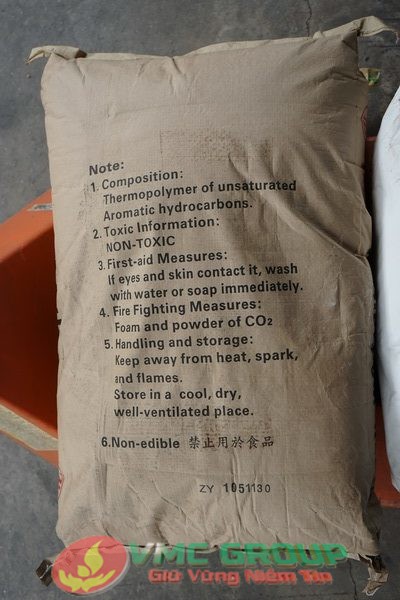 Note:
1. Composition:
Thermopolymer of unsaturated
Aromatic hydrocarbons.
2. Toxic Information:
NON-TOXIC
3. First-aid Measures:
If eyes and skin contact it, wash
with water or soap immediately.
4. Fire Fighting Measures:
Foam and powder of CO2
5. Handling and storage:
Keep away from heat, spark,
and flames.
Store in a cool, dry,
well-ventilated place.
6.Non-edible 禁止用於食品
ZY 1051130
VMC GROUP
Giữ Vững Niềm Tin